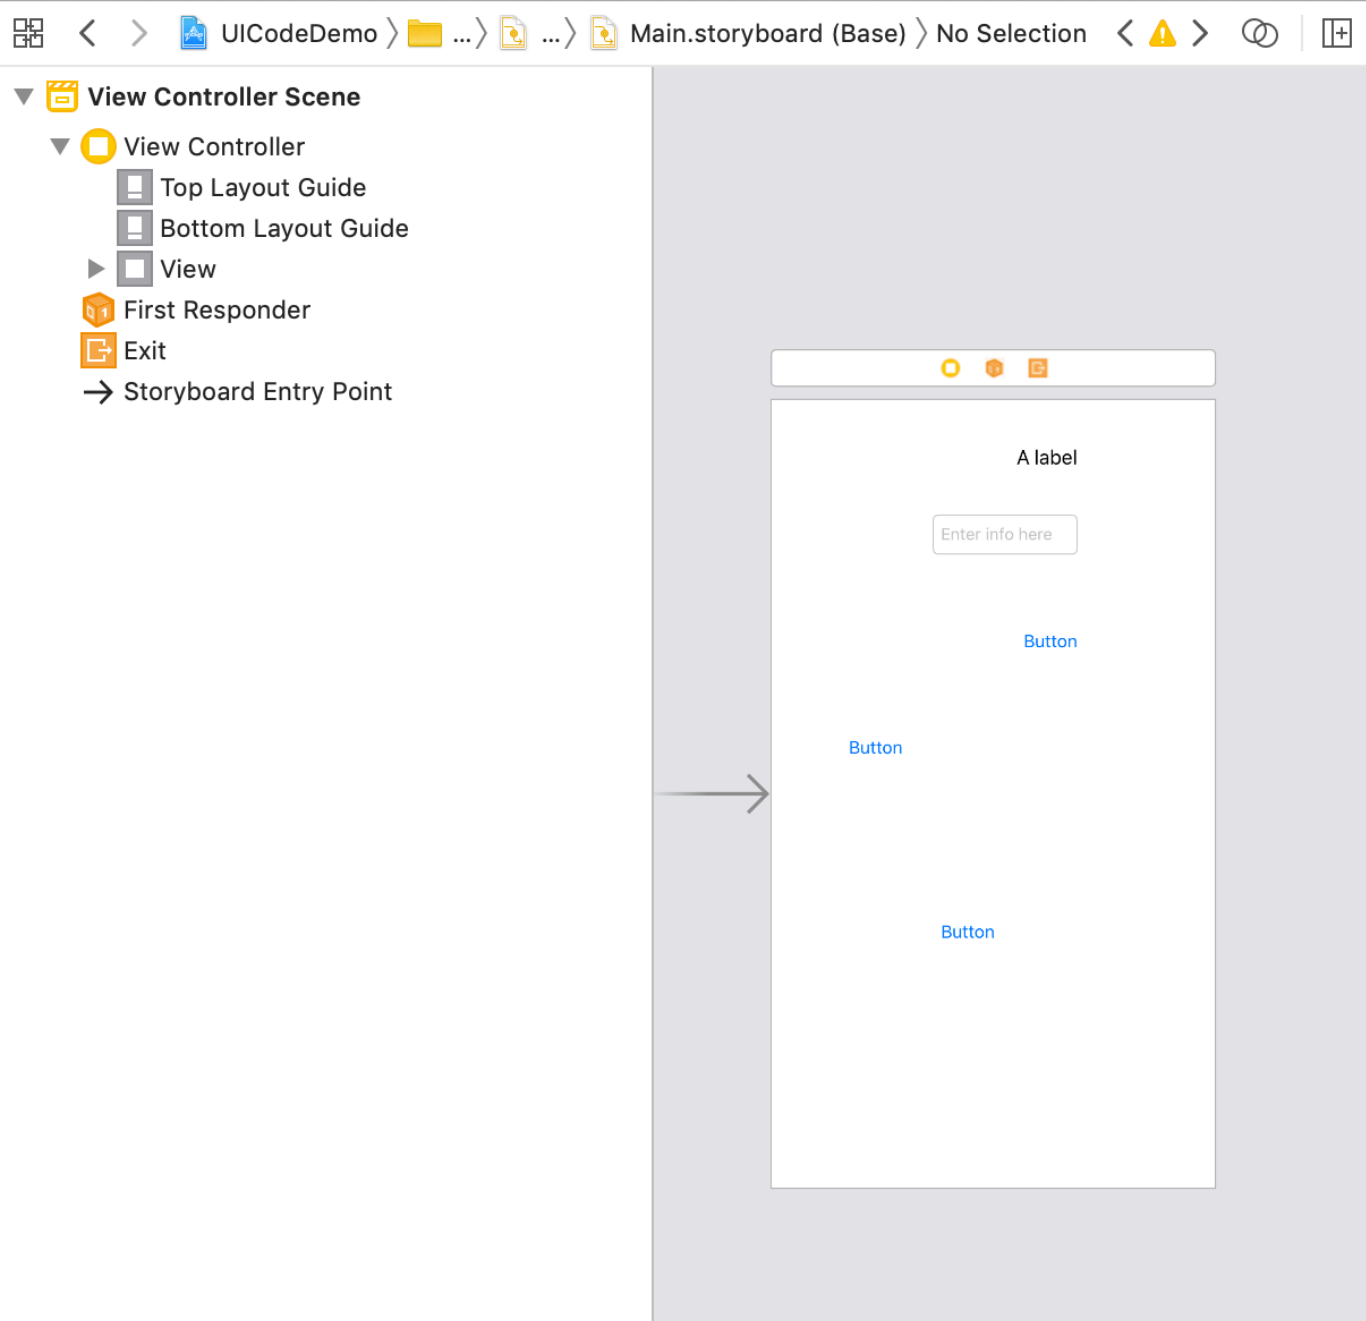 UICodeDemo ... ... Main.storyboard (Base) No Selection
View Controller Scene
View Controller
Top Layout Guide
Bottom Layout Guide
View
First Responder
Exit
Storyboard Entry Point
A label
Enter info here
Button
Button
Button